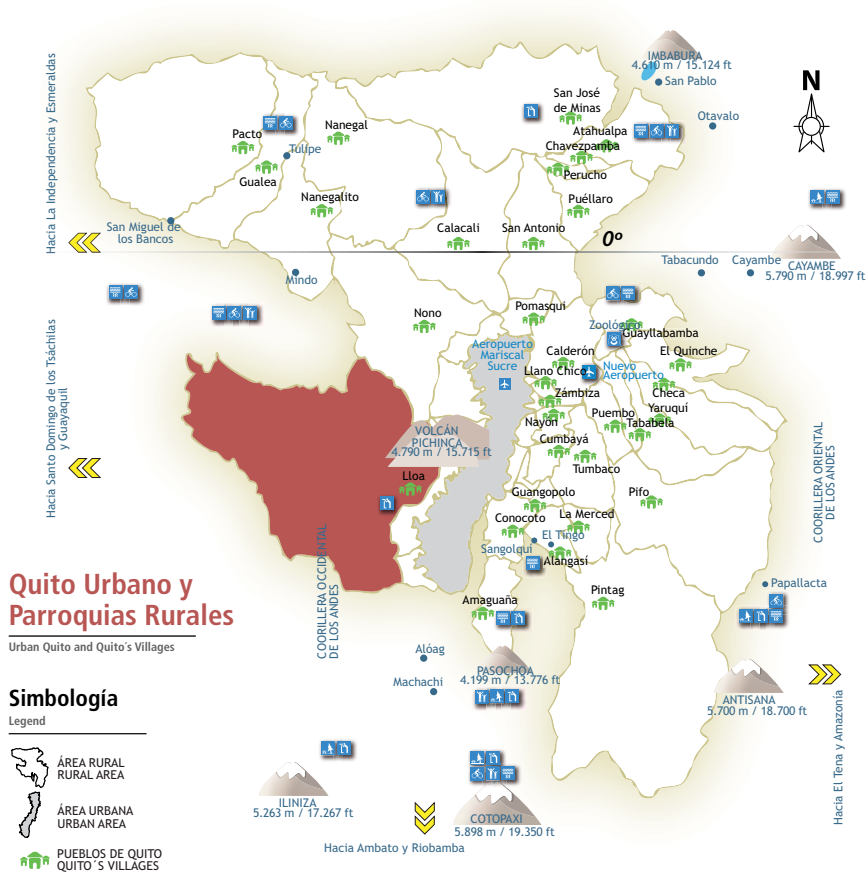 IMBABURA
4.610 m / 15.124 ft
San Pablo
Otavalo
N
San José
de Minas
Atahualpa
Chavezpamba
Perucho
Puéllaro
Nanegal
Pacto
Tulipe
Gualea
Nanegalito
Calacali
San Antonio
0º
San Miguel de
los Bancos
Hacia La Independencia y Esmeraldas
Mindo
Tabacundo
Cayambe
CAYAMBE
5.790 m / 18.997 ft
Nono
Pomasqui
Zoológico
Guayllabamba
Aeropuerto
Mariscal
Sucre
Calderón
El Quinche
Llano Chico
Nuevo
Aeropuerto
Zámbiza
Checa
Nayón
Puembo
Yaruquí
Tababela
Cumbayá
Tumbaco
Hacia Santo Domingo de los Tsáchilas
y Guayaquíl
VOLCÁN
PICHINCA
4.790 m / 15.715 ft
Lloa
Guangopolo
La Merced
Pifo
Conocoto
El Tingo
Sangolquí
Alangasí
COORILLERA ORIENTAL
DE LOS ANDES
COORILLERA OCCIDENTAL
DE LOS ANDES
Pintag
Papallacta
Amaguaña
Quito Urbano y
Parroquias Rurales
Urban Quito and Quito´s Villages
Alóag
Machachi
PASOCHOA
4.199 m / 13.776 ft
ANTISANA
5.700 m / 18.700 ft
Hacia El Tena y Amazonía
Simbología
Legend
ÁREA RURAL
RURAL AREA
ÁREA URBANA
URBAN AREA
PUEBLOS DE QUITO
QUITO´S VILLAGES
ILINIZA
5.263 m / 17.267 ft
COTOPAXI
5.898 m / 19.350 ft
Hacia Ambato y Riobamba